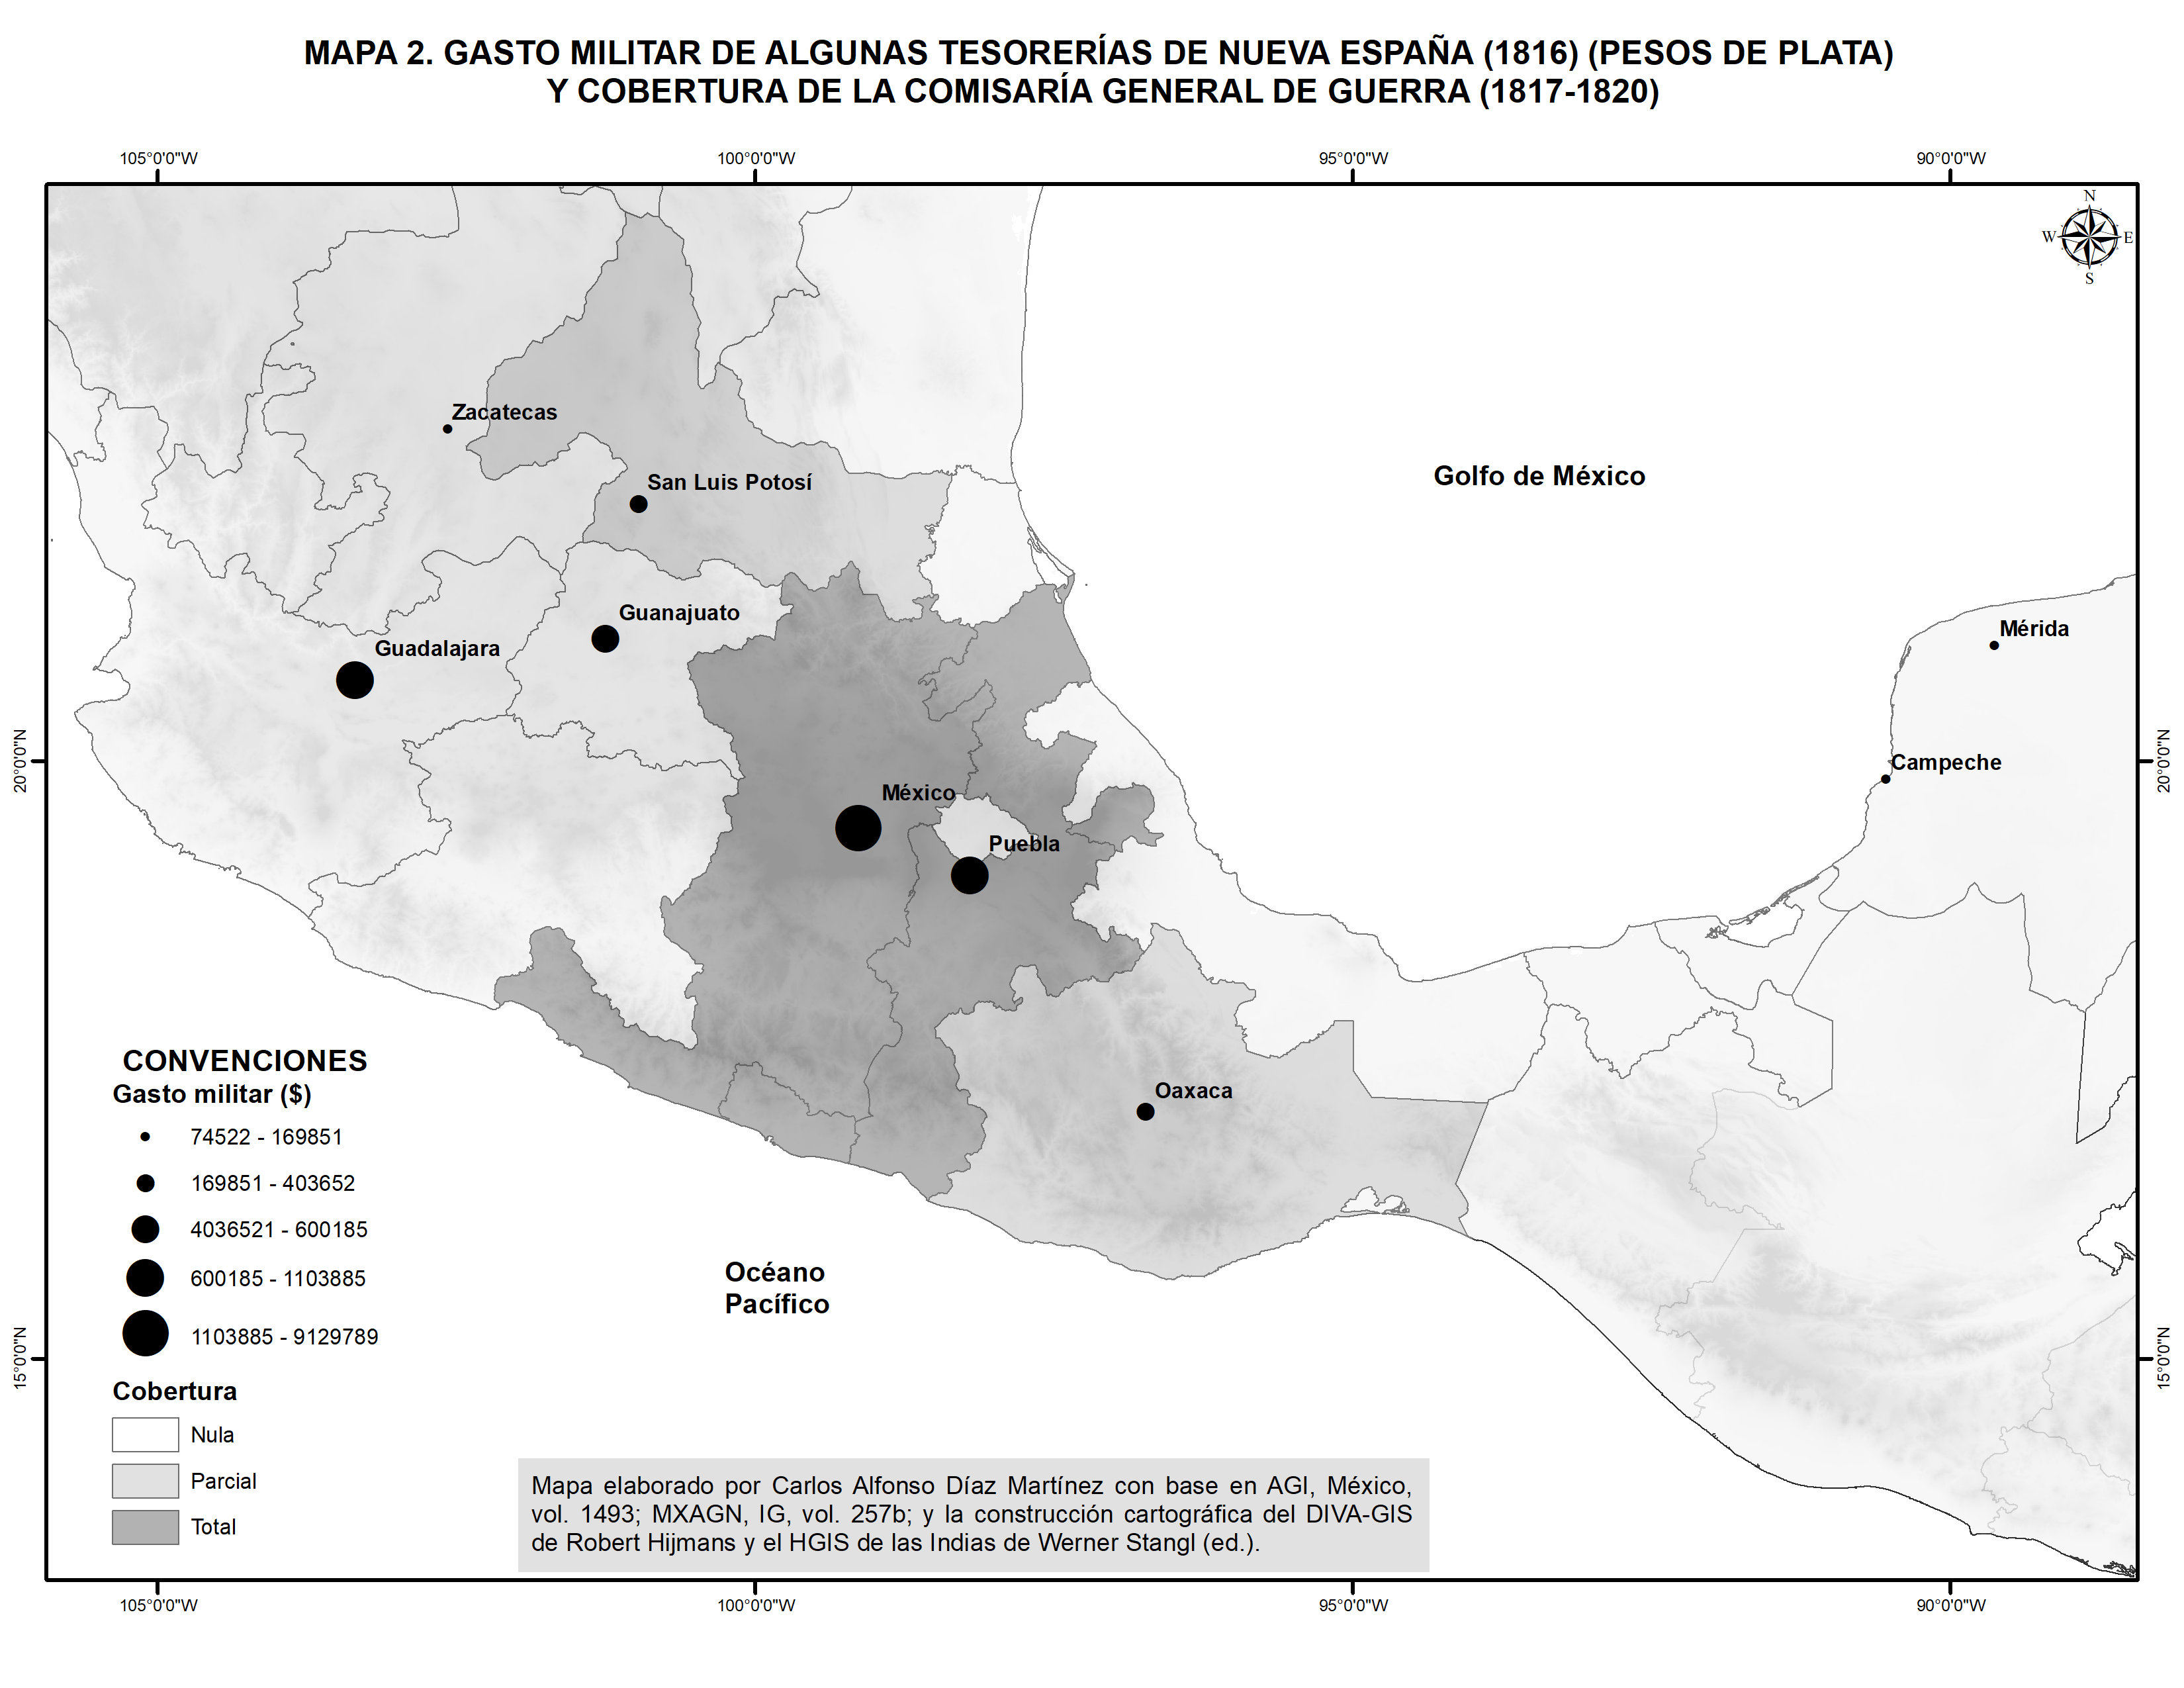 MAPA 2. GASTO MILITAR DE ALGUNAS TESORERÍAS DE NUEVA ESPAÑA (1816) (PESOS DE PLATA)
Y COBERTURA DE LA COMISARÍA GENERAL DE GUERRA (1817-1820)
105°0'0"W
100°0'0"W
95°0'0"W
90°0'0"W
N
W
E
S
Zacatecas
San Luis Potosí
Golfo de México
Guanajuato
Guadalajara
Mérida
20°0'0"N
20°0'0"N
Campeche
México
Puebla
Oaxaca
Océano
Pacífico
CONVENCIONES
Gasto militar ($)
74522 - 169851
169851 - 403652
4036521 - 600185
600185 - 1103885
1103885 - 9129789
15°0'0"N
15°0'0"N
Cobertura
Nula
Parcial
Total
Mapa elaborado por Carlos Alfonso Díaz Martínez con base en AGI, México,
vol. 1493; MXAGN, IG, vol. 257b; y la construcción cartográfica del DIVA-GIS
de Robert Hijmans y el HGIS de las Indias de Werner Stangl (ed.).
105°0'0"W
100°0'0"W
95°0'0"W
90°0'0"W